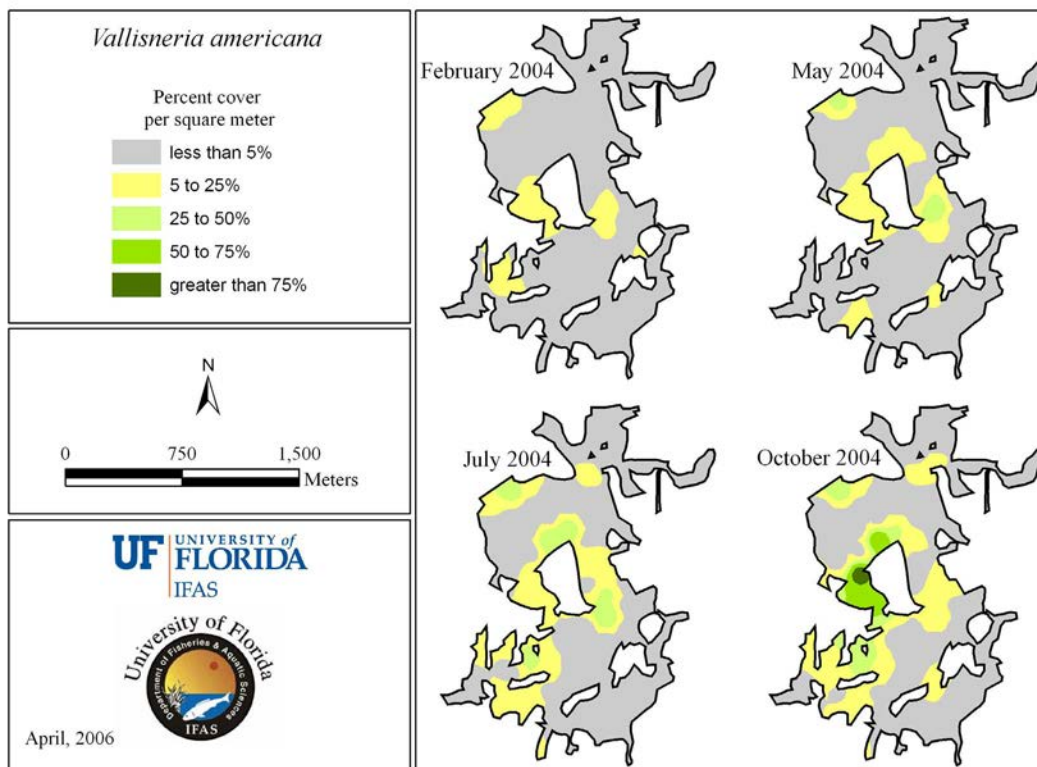 Vallisneria americana
Percent cover
per square meter
less than 5%
5 to 25%
25 to 50%
50 to 75%
greater than 75%
N
0 750 1,500
Meters
UF UNIVERSITY of
FLORIDA
IFAS
University of Florida
Department of Fisheries & Aquatic Sciences
IFAS
April, 2006
February 2004
May 2004
July 2004
October 2004